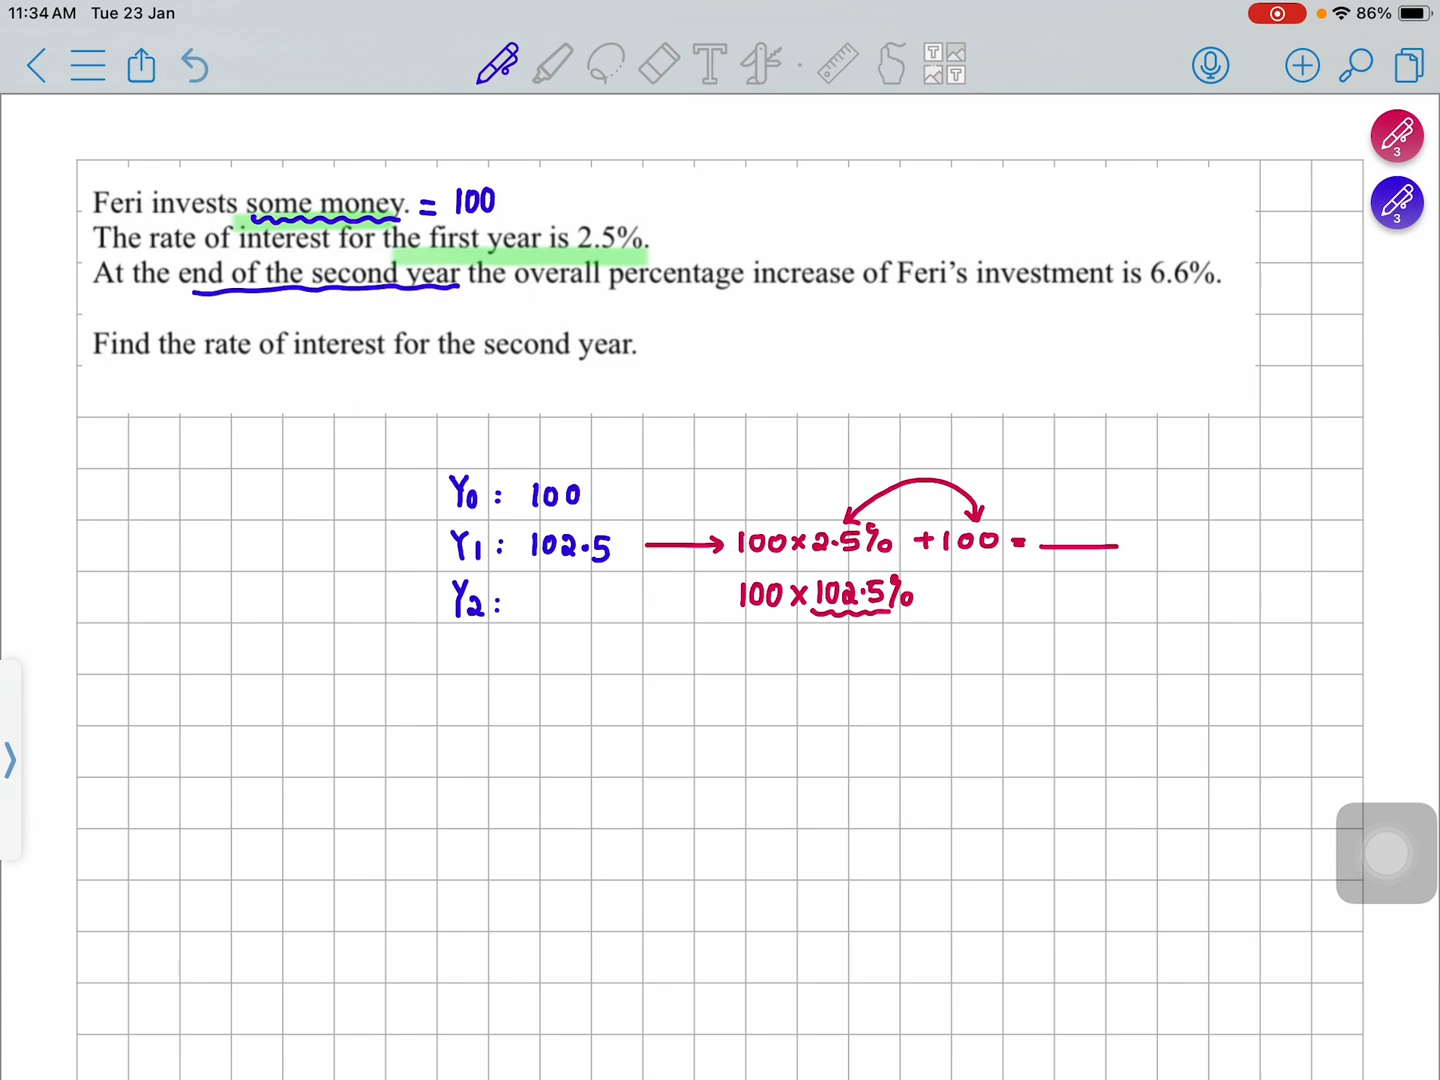 11:34 AM Tue 23 Jan
86%
T
T
T
3
3
Feri invests some money. = 100
The rate of interest for the first year is 2.5%.
At the end of the second year the overall percentage increase of Feri’s investment is 6.6%.
Find the rate of interest for the second year.
Y0 : 100
Y1 : 102.5 → 100 × 2.5% + 100 = ____
Y2 : 100 × 102.5%